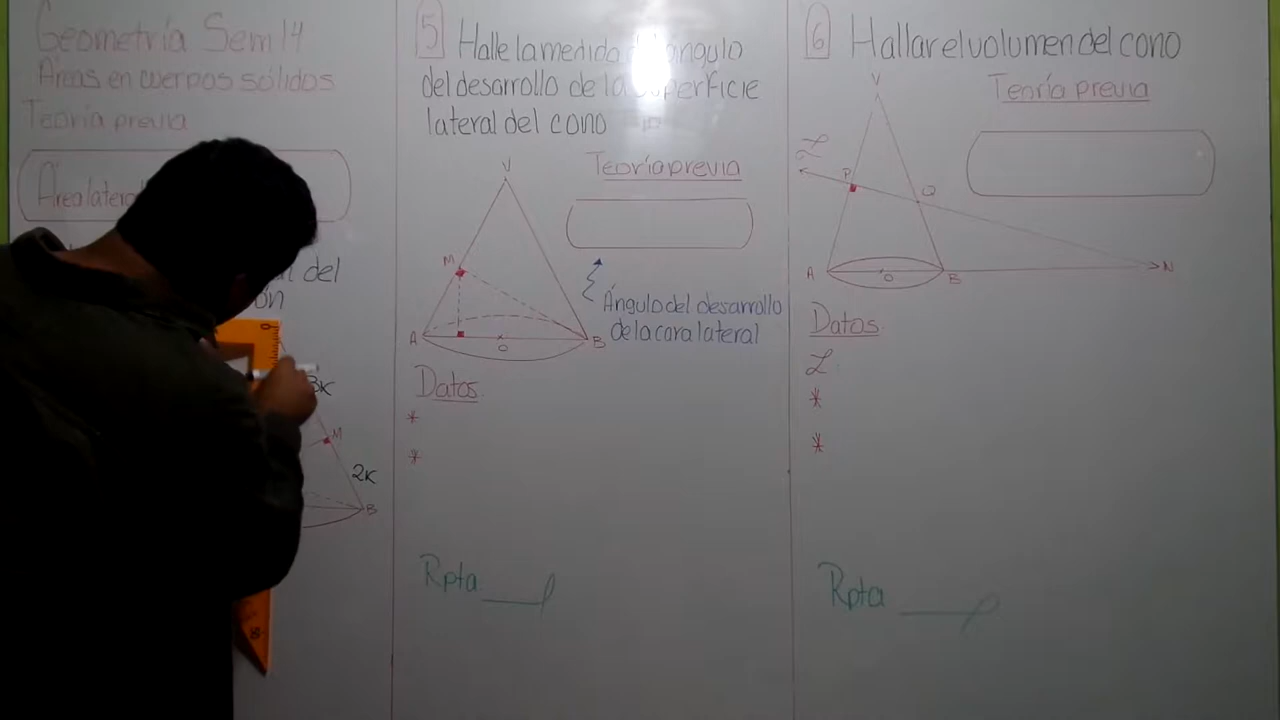 Geometría Sem 14
Áreas en cuerpos sólidos
Teoría previa
Área lateral
del
3K
M
2K
B
0
8
5 Halle la medida del ángulo
del desarrollo de la superficie
lateral del cono
Teoría previa
V
M
A
O
B
Ángulo del desarrollo
de la cara lateral
Datos
*
*
Rpta
6 Hallar el volumen del cono
Teoría previa
V
L
P
Q
A
O
B
N
Datos
L
*
*
Rpta